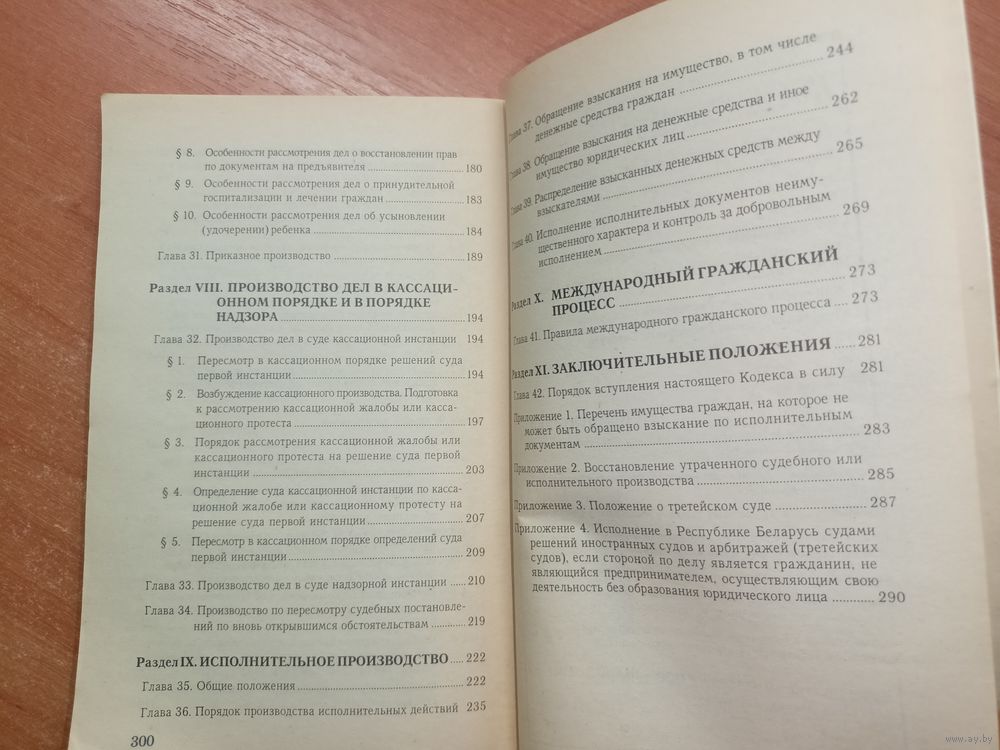 § 8. Особенности рассмотрения дел о восстановлении прав
по документам на предъявителя ........ 180
§ 9. Особенности рассмотрения дел о принудительной
госпитализации и лечении граждан ........ 183
§ 10. Особенности рассмотрения дел об усыновлении
(удочерении) ребенка ........ 184
Глава 31. Приказное производство ........ 189
Раздел VIII. ПРОИЗВОДСТВО ДЕЛ В КАССАЦИ-
ОННОМ ПОРЯДКЕ И В ПОРЯДКЕ
НАДЗОРА ........ 194
Глава 32. Производство дел в суде кассационной инстанции 194
§ 1. Пересмотр в кассационном порядке решений суда
первой инстанции ........ 194
§ 2. Возбуждение кассационного производства. Подготовка
к рассмотрению кассационной жалобы или касса-
ционного протеста ........ 197
§ 3. Порядок рассмотрения кассационной жалобы или
кассационного протеста на решение суда первой
инстанции ........ 203
§ 4. Определение суда кассационной инстанции по касса-
ционной жалобе или кассационному протесту на
решение суда первой инстанции ........ 207
§ 5. Пересмотр в кассационном порядке определений суда
первой инстанции ........ 209
Глава 33. Производство дел в суде надзорной инстанции ..... 210
Глава 34. Производство по пересмотру судебных постановле-
ний по вновь открывшимся обстоятельствам ........ 219
Раздел IX. ИСПОЛНИТЕЛЬНОЕ ПРОИЗВОДСТВО ..... 222
Глава 35. Общие положения ........ 222
Глава 36. Порядок производства исполнительных действий 235
300
Глава 37. Обращение взыскания на имущество, в том числе
денежные средства граждан ........ 244
Глава 38. Обращение взыскания на денежные средства и иное
имущество юридических лиц ........ 262
Глава 39. Распределение взысканных денежных средств между
взыскателями ........ 265
Глава 40. Исполнение исполнительных документов неиму-
щественного характера и контроль за добровольным
исполнением ........ 269
Раздел X. МЕЖДУНАРОДНЫЙ ГРАЖДАНСКИЙ
ПРОЦЕСС ........ 273
Глава 41. Правила международного гражданского процесса .... 273
Раздел XI. ЗАКЛЮЧИТЕЛЬНЫЕ ПОЛОЖЕНИЯ ..... 281
Глава 42. Порядок вступления настоящего Кодекса в силу 281
Приложение 1. Перечень имущества граждан, на которое не
может быть обращено взыскание по исполнительным
документам ........ 283
Приложение 2. Восстановление утраченного судебного или
исполнительного производства ........ 285
Приложение 3. Положение о третейском суде ........ 287
Приложение 4. Исполнение в Республике Беларусь судами
решений иностранных судов и арбитражей (третейских
судов), если стороной по делу является гражданин, не
являющийся предпринимателем, осуществляющим свою
деятельность без образования юридического лица ........ 290
www.ay.by